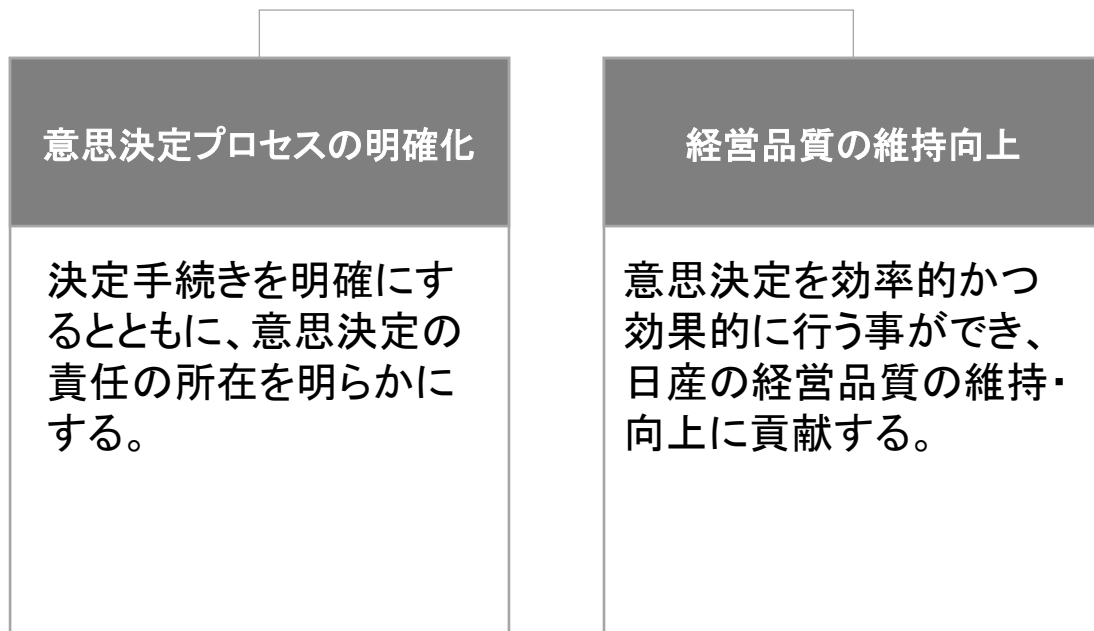 意思決定プロセスの明確化
決定手続きを明確にす
るとともに、意思決定の
責任の所在を明らかに
する。
経営品質の維持向上
意思決定を効率的かつ
効果的に行う事ができ、
日産の経営品質の維持・
向上に貢献する。